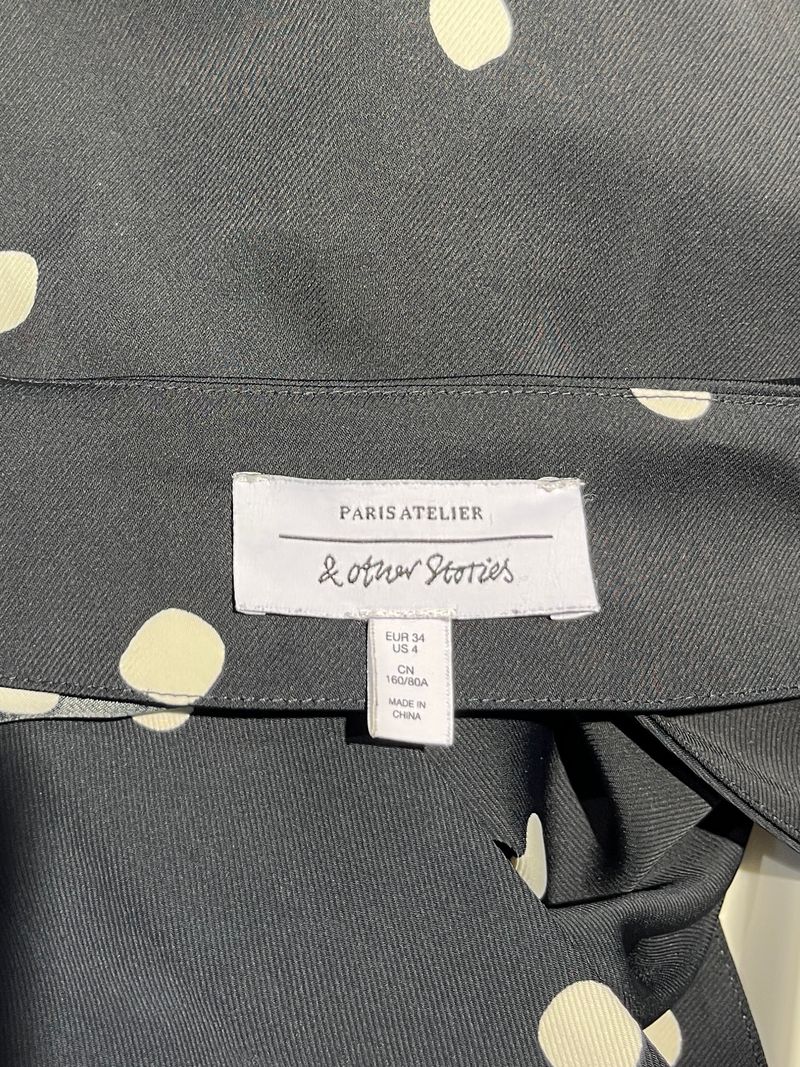 PARIS ATELIER
& other Stories
EUR 34
US 4
CN
160/80A
MADE IN
CHINA